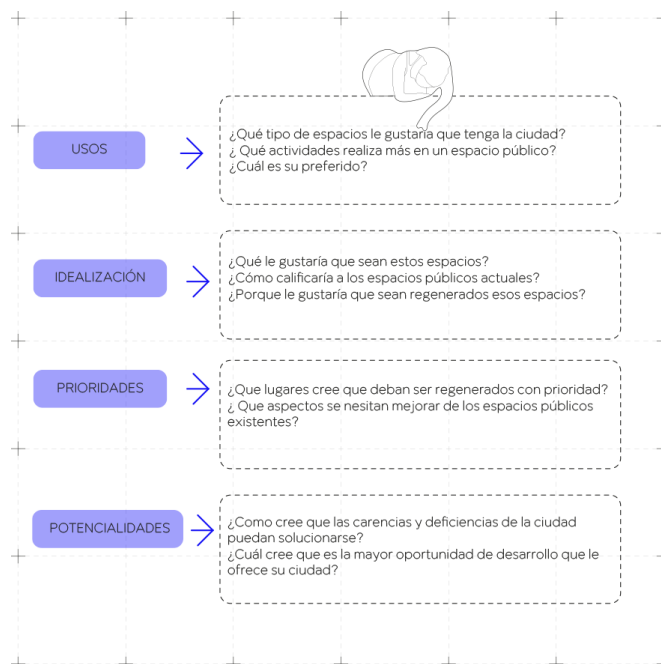 USOS
¿Qué tipo de espacios le gustaría que tenga la ciudad?
¿ Qué actividades realiza más en un espacio público?
¿Cuál es su preferido?
IDEALIZACIÓN
¿Qué le gustaría que sean estos espacios?
¿Cómo calificaría a los espacios públicos actuales?
¿Porque le gustaría que sean regenerados esos espacios?
PRIORIDADES
¿Que lugares cree que deban ser regenerados con prioridad?
¿ Que aspectos se nesitan mejorar de los espacios públicos
existentes?
POTENCIALIDADES
¿Como cree que las carencias y deficiencias de la ciudad
puedan solucionarse?
¿Cuál cree que es la mayor oportunidad de desarrollo que le
ofrece su ciudad?